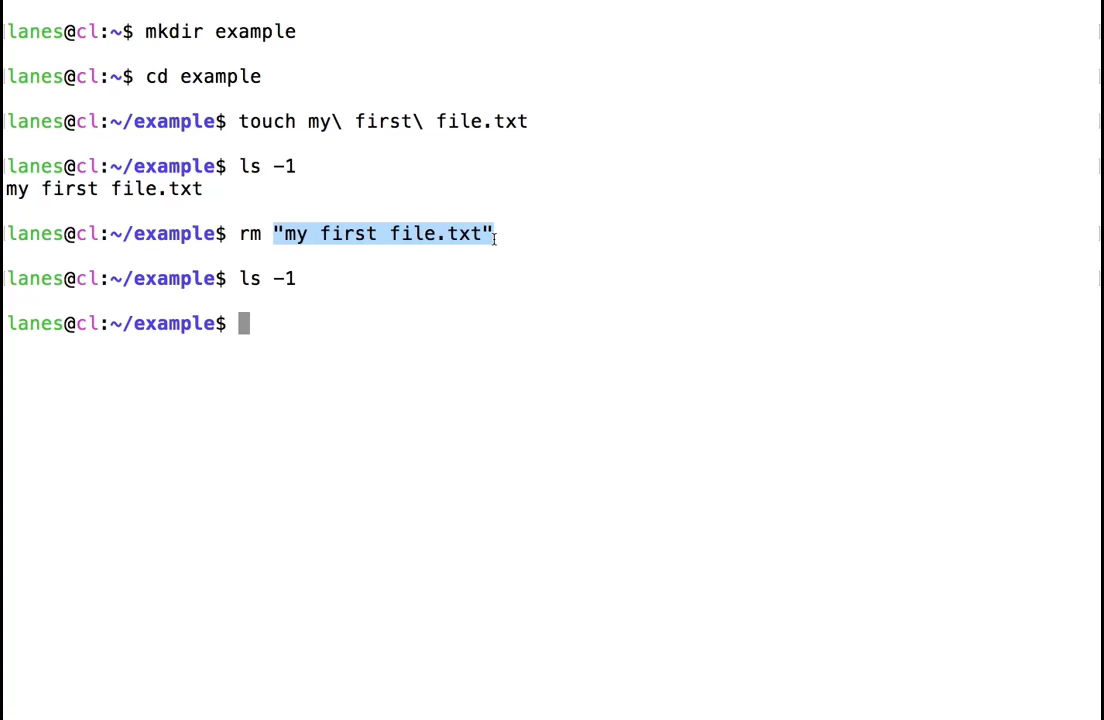 lanes@cl:~$ mkdir example
lanes@cl:~$ cd example
lanes@cl:~/example$ touch my\ first\ file.txt
lanes@cl:~/example$ ls -1
my first file.txt
lanes@cl:~/example$ rm "my first file.txt"
lanes@cl:~/example$ ls -1
lanes@cl:~/example$